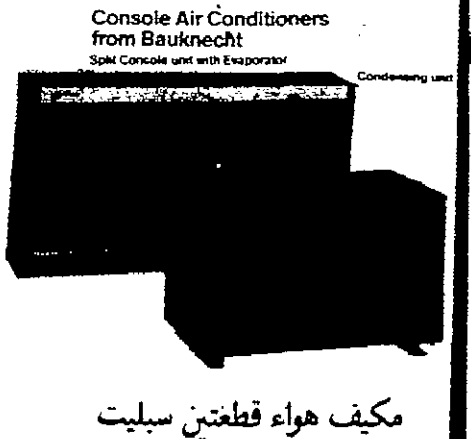 Console Air Conditioners
from Bauknecht
Split Console unit with Evaporator
Condensing unit
مكيف هواء قطعتين سبليت